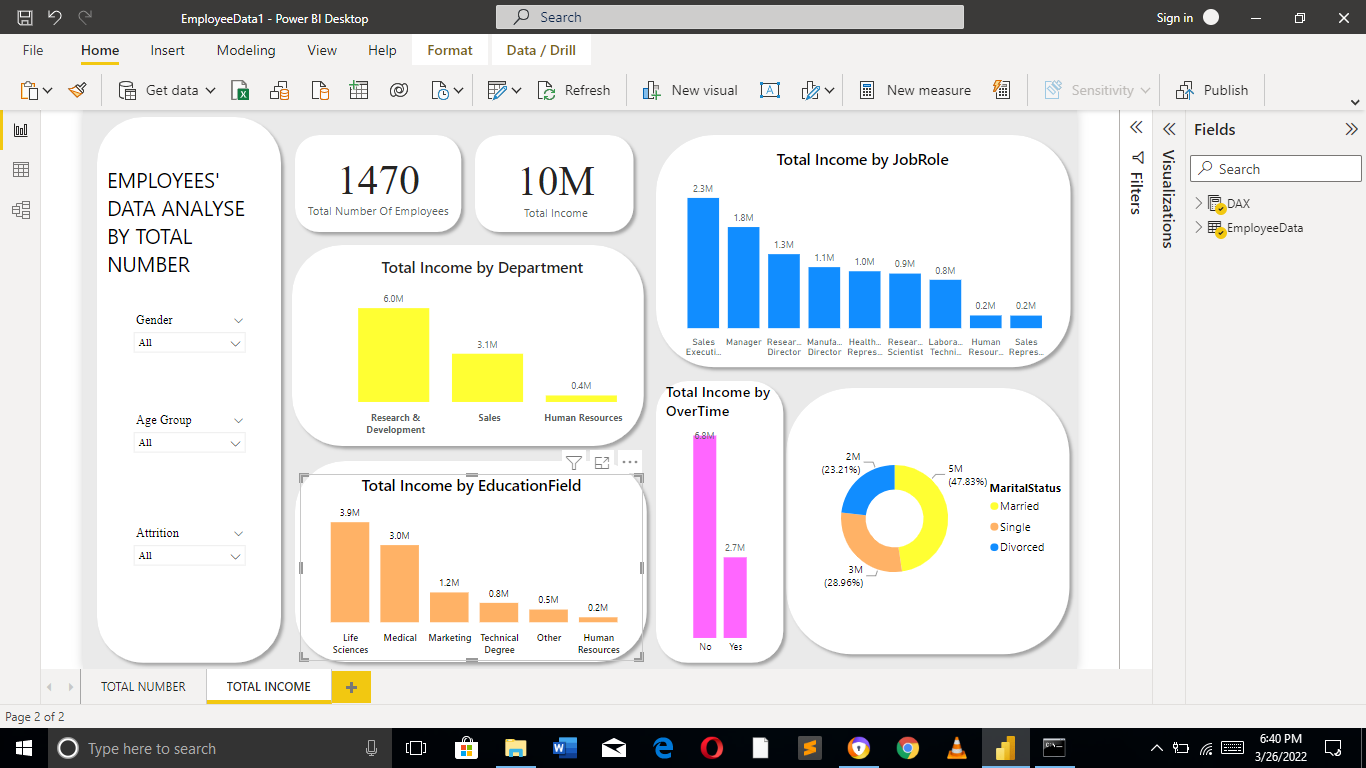 EmployeeData1 - Power BI Desktop
Search
Sign in
File
Home
Insert
Modeling
View
Help
Format
Data / Drill
Get data
Refresh
New visual
New measure
Sensitivity
Publish
EMPLOYEES'
DATA ANALYSE
BY TOTAL
NUMBER
Gender
All
Age Group
All
Attrition
All
1470
Total Number Of Employees
10M
Total Income
Total Income by Department
6.0M
3.1M
0.4M
Research &
Development
Sales
Human Resources
Total Income by EducationField
3.9M
3.0M
1.2M
0.8M
0.5M
0.2M
Life
Sciences
Medical
Marketing
Technical
Degree
Other
Human
Resources
Total Income by JobRole
2.3M
1.8M
1.3M
1.1M
1.0M
0.9M
0.8M
0.2M
0.2M
Sales
Executi...
Manager
Resear...
Director
Manufa...
Director
Health...
Repres...
Resear...
Scientist
Labora...
Techni...
Human
Resour...
Sales
Repres...
Total Income by
OverTime
6.8M
2.7M
No
Yes
2M
(23.21%)
5M
(47.83%)
3M
(28.96%)
MaritalStatus
Married
Single
Divorced
Filters
Visualizations
Fields
Search
DAX
EmployeeData
TOTAL NUMBER
TOTAL INCOME
Page 2 of 2
Type here to search
6:40 PM
3/26/2022